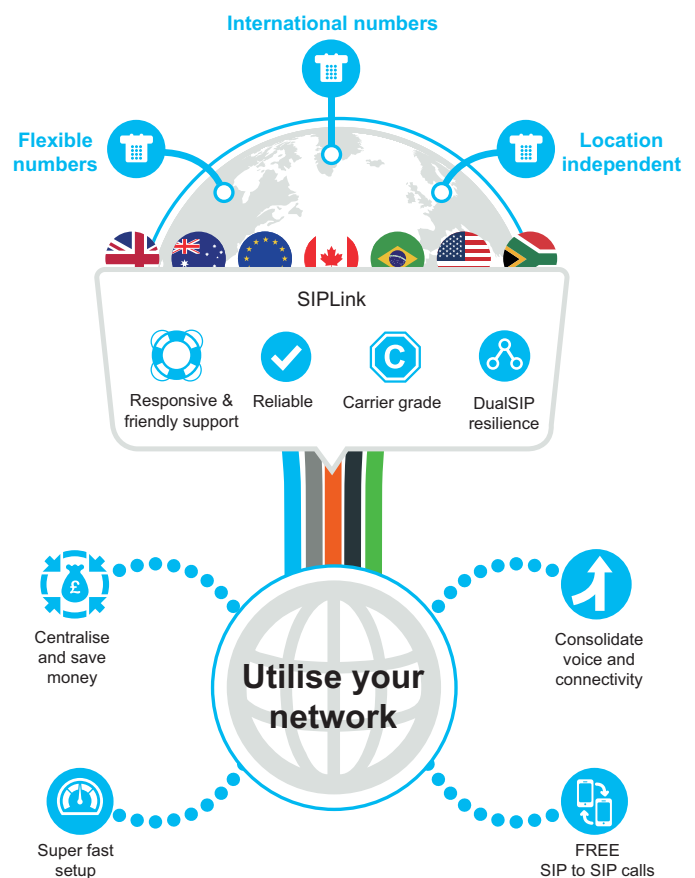 International numbers
Flexible
numbers
Location
independent
SIPLink
Responsive &
friendly support
Reliable
C
Carrier grade
DualSIP
resilience
£
Centralise
and save
money
Consolidate
voice and
connectivity
Utilise your
network
Super fast
setup
FREE
SIP to SIP calls